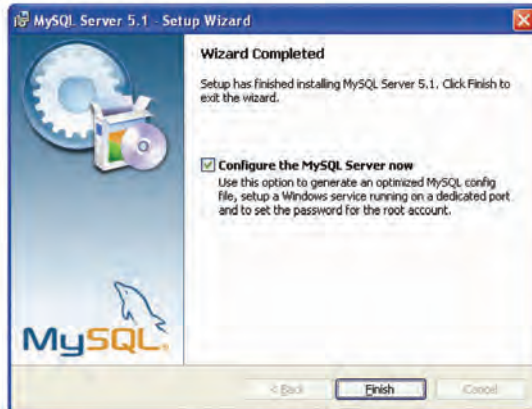 MySQL Server 5.1 - Setup Wizard
Wizard Completed
Setup has finished installing MySQL Server 5.1. Click Finish to
exit the wizard.
Configure the MySQL Server now
Use this option to generate an optimized MySQL config
file, setup a Windows service running on a dedicated port
and to set the password for the root account.
MySQL.
< Back
Finish
Cancel